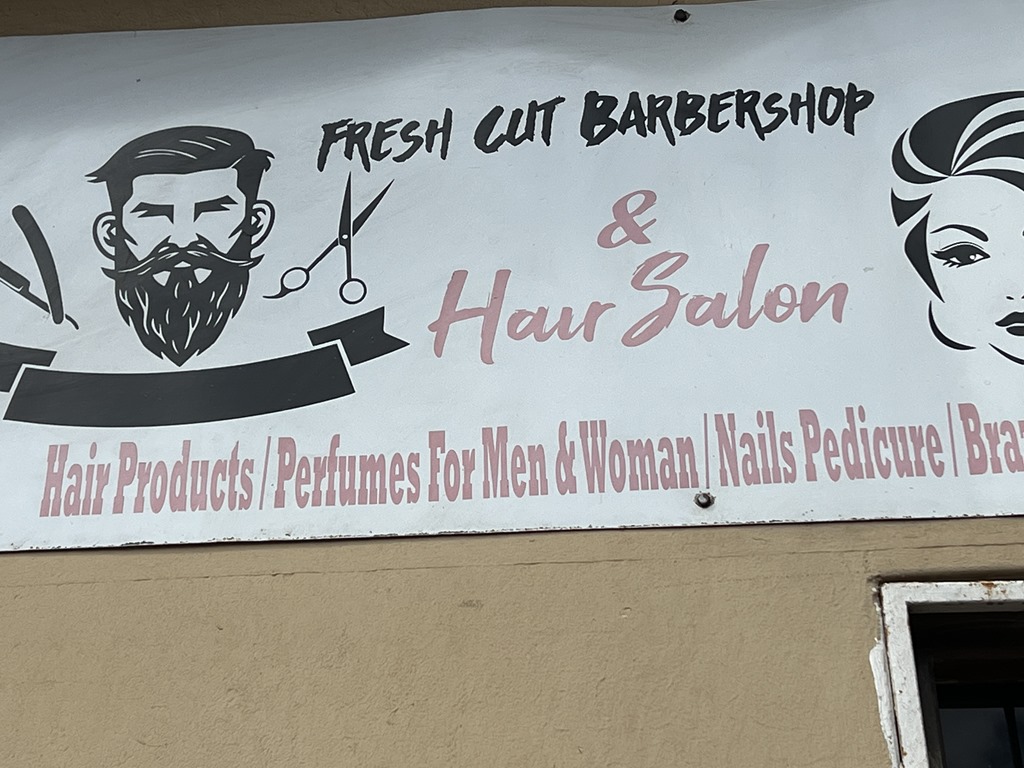 FRESH CUT BARBERSHOP
&
Hair Salon
Hair Products / Perfumes For Men & Woman / Nails Pedicure /